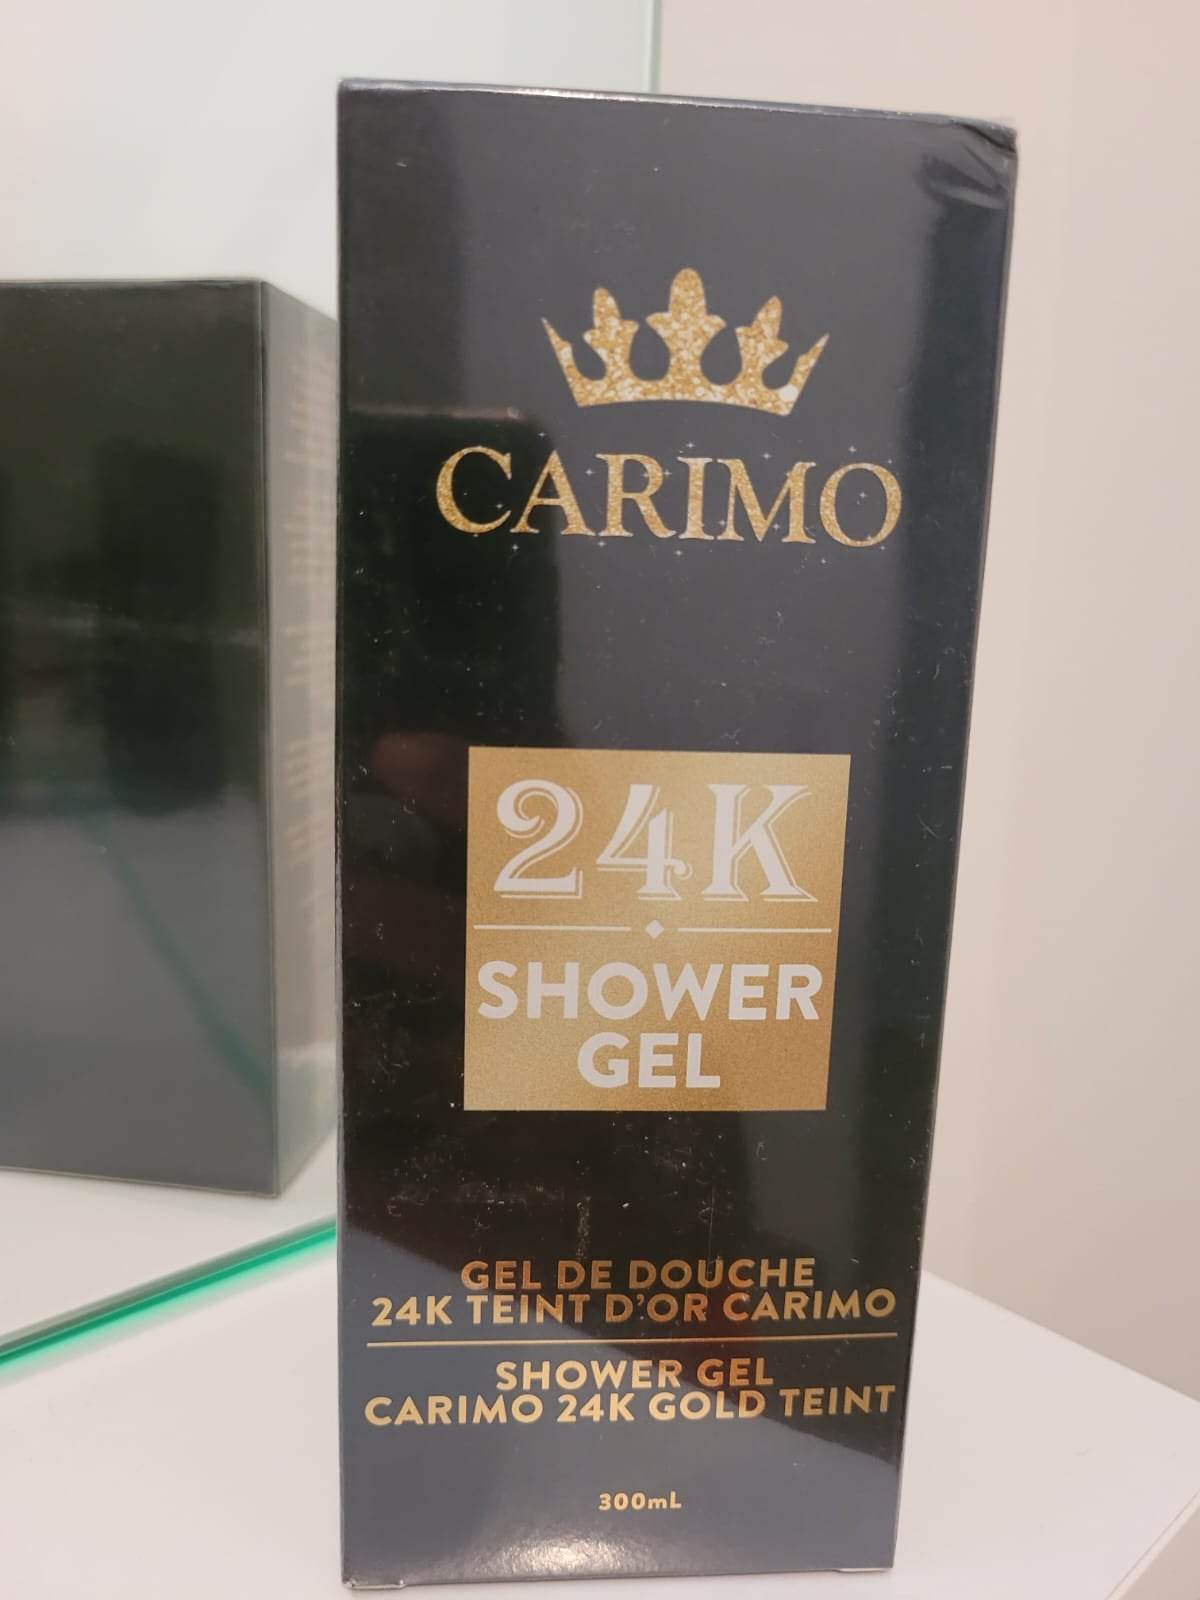 CARIMO
24K
SHOWER
GEL
GEL DE DOUCHE
24K TEINT D'OR CARIMO
SHOWER GEL
CARIMO 24K GOLD TEINT
300mL